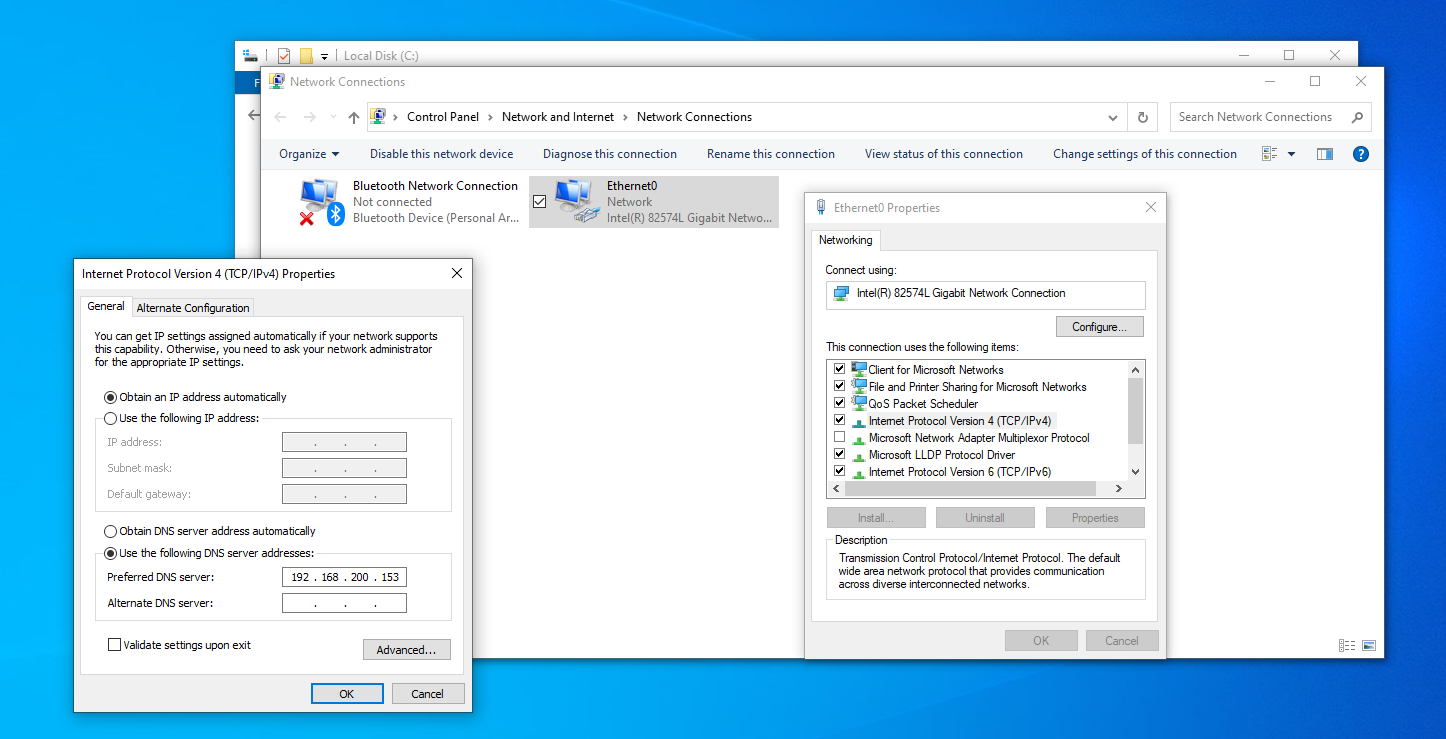 Local Disk (C:)
F
Network Connections
Control Panel > Network and Internet > Network Connections
Search Network Connections
Organize
Disable this network device
Diagnose this connection
Rename this connection
View status of this connection
Change settings of this connection
Bluetooth Network Connection
Not connected
Bluetooth Device (Personal Ar...
Ethernet0
Network
Intel(R) 82574L Gigabit Netwo...
Internet Protocol Version 4 (TCP/IPv4) Properties
General
Alternate Configuration
You can get IP settings assigned automatically if your network supports
this capability. Otherwise, you need to ask your network administrator
for the appropriate IP settings.
Obtain an IP address automatically
Use the following IP address:
IP address: . . .
Subnet mask: . . .
Default gateway: . . .
Obtain DNS server address automatically
Use the following DNS server addresses:
Preferred DNS server: 192 . 168 . 200 . 153
Alternate DNS server: . . .
Validate settings upon exit
Advanced...
OK
Cancel
Ethernet0 Properties
Networking
Connect using:
Intel(R) 82574L Gigabit Network Connection
Configure...
This connection uses the following items:
Client for Microsoft Networks
File and Printer Sharing for Microsoft Networks
QoS Packet Scheduler
Internet Protocol Version 4 (TCP/IPv4)
Microsoft Network Adapter Multiplexor Protocol
Microsoft LLDP Protocol Driver
Internet Protocol Version 6 (TCP/IPv6)
Install...
Uninstall
Properties
Description
Transmission Control Protocol/Internet Protocol. The default
wide area network protocol that provides communication
across diverse interconnected networks.
OK
Cancel